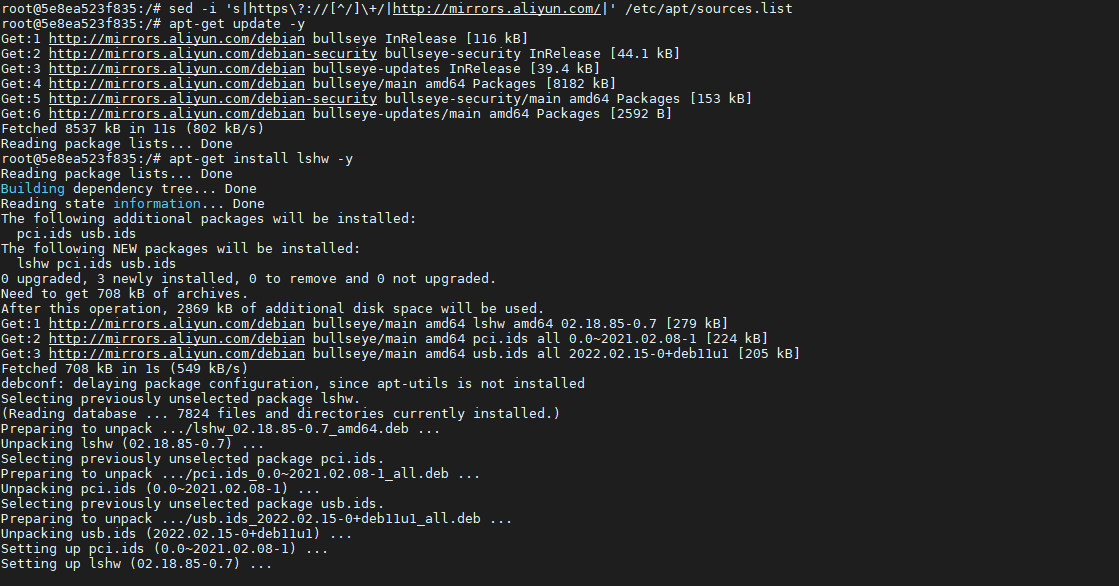 root@5e8ea523f835:/# sed -i 's|https\?://[^/]\+/|http://mirrors.aliyun.com/|' /etc/apt/sources.list
root@5e8ea523f835:/# apt-get update -y
Get:1 http://mirrors.aliyun.com/debian bullseye InRelease [116 kB]
Get:2 http://mirrors.aliyun.com/debian-security bullseye-security InRelease [44.1 kB]
Get:3 http://mirrors.aliyun.com/debian bullseye-updates InRelease [39.4 kB]
Get:4 http://mirrors.aliyun.com/debian bullseye/main amd64 Packages [8182 kB]
Get:5 http://mirrors.aliyun.com/debian-security bullseye-security/main amd64 Packages [153 kB]
Get:6 http://mirrors.aliyun.com/debian bullseye-updates/main amd64 Packages [2592 B]
Fetched 8537 kB in 11s (802 kB/s)
Reading package lists... Done
root@5e8ea523f835:/# apt-get install lshw -y
Reading package lists... Done
Building dependency tree... Done
Reading state information... Done
The following additional packages will be installed:
  pci.ids usb.ids
The following NEW packages will be installed:
  lshw pci.ids usb.ids
0 upgraded, 3 newly installed, 0 to remove and 0 not upgraded.
Need to get 708 kB of archives.
After this operation, 2869 kB of additional disk space will be used.
Get:1 http://mirrors.aliyun.com/debian bullseye/main amd64 lshw amd64 02.18.85-0.7 [279 kB]
Get:2 http://mirrors.aliyun.com/debian bullseye/main amd64 pci.ids all 0.0~2021.02.08-1 [224 kB]
Get:3 http://mirrors.aliyun.com/debian bullseye/main amd64 usb.ids all 2022.02.15-0+deb11u1 [205 kB]
Fetched 708 kB in 1s (549 kB/s)
debconf: delaying package configuration, since apt-utils is not installed
Selecting previously unselected package lshw.
(Reading database ... 7824 files and directories currently installed.)
Preparing to unpack .../lshw_02.18.85-0.7_amd64.deb ...
Unpacking lshw (02.18.85-0.7) ...
Selecting previously unselected package pci.ids.
Preparing to unpack .../pci.ids_0.0~2021.02.08-1_all.deb ...
Unpacking pci.ids (0.0~2021.02.08-1) ...
Selecting previously unselected package usb.ids.
Preparing to unpack .../usb.ids_2022.02.15-0+deb11u1_all.deb ...
Unpacking usb.ids (2022.02.15-0+deb11u1) ...
Setting up pci.ids (0.0~2021.02.08-1) ...
Setting up lshw (02.18.85-0.7) ...